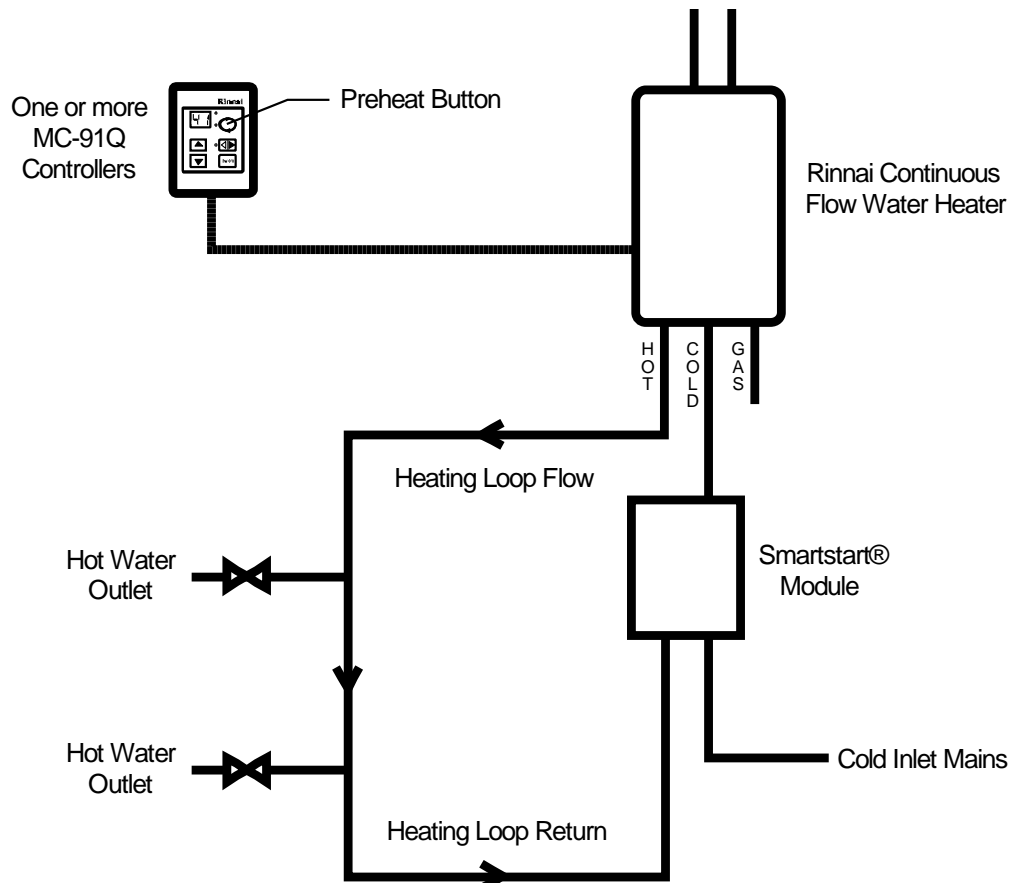 One or more
MC-91Q
Controllers
Rinnai
41
Preheat Button
Rinnai Continuous
Flow Water Heater
HOT
COLD
GAS
Heating Loop Flow
Hot Water
Outlet
Smartstart®
Module
Hot Water
Outlet
Cold Inlet Mains
Heating Loop Return